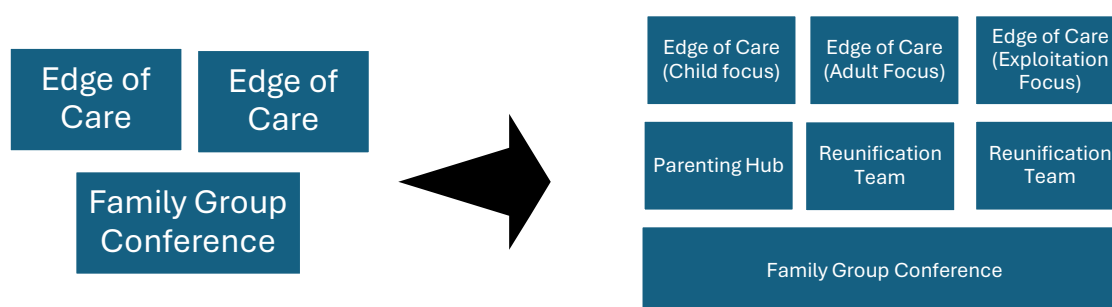 Edge of
Care
Edge of
Care
Family Group
Conference
Edge of Care
(Child focus)
Edge of Care
(Adult Focus)
Edge of Care
(Exploitation
Focus)
Parenting Hub
Reunification
Team
Reunification
Team
Family Group Conference